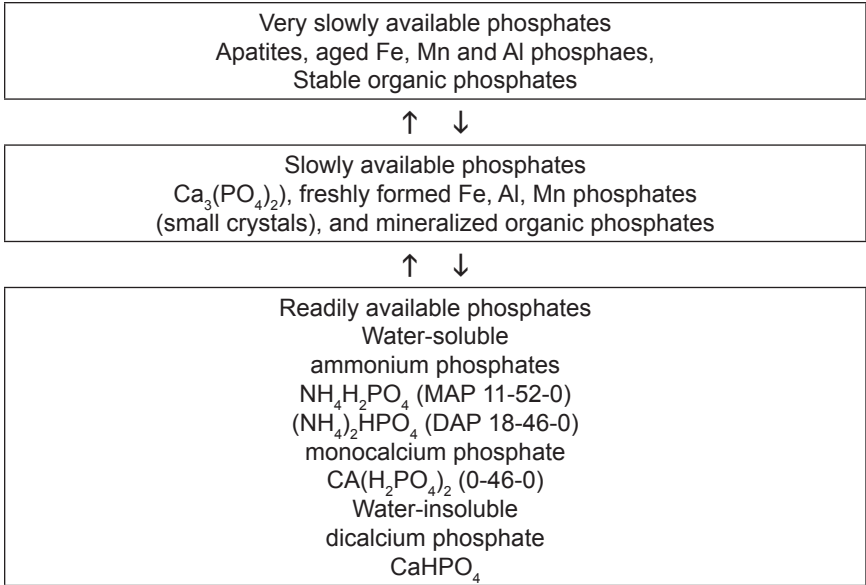 Very slowly available phosphates
Apatites, aged Fe, Mn and Al phosphaes,
Stable organic phosphates
↑ ↓
Slowly available phosphates
Ca₃(PO₄)₂), freshly formed Fe, Al, Mn phosphates
(small crystals), and mineralized organic phosphates
↑ ↓
Readily available phosphates
Water-soluble
ammonium phosphates
NH₄H₂PO₄ (MAP 11-52-0)
(NH₄)₂HPO₄ (DAP 18-46-0)
monocalcium phosphate
CA(H₂PO₄)₂ (0-46-0)
Water-insoluble
dicalcium phosphate
CaHPO₄